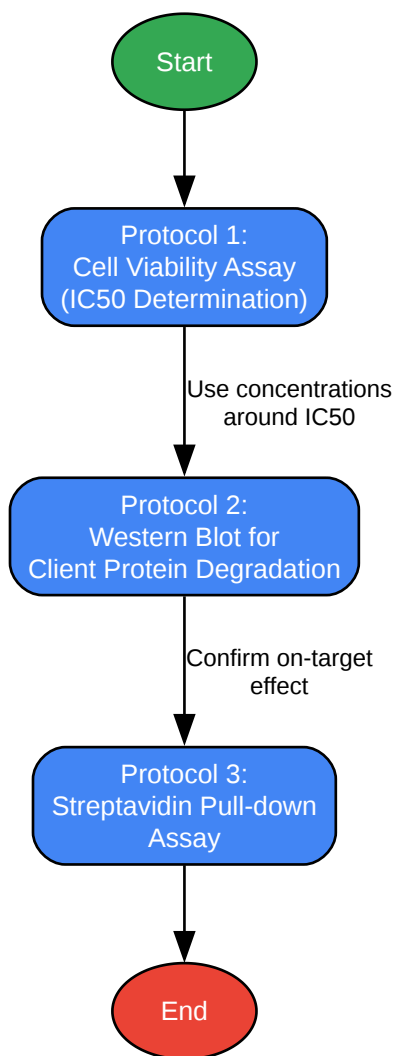 Start
Protocol 1:
Cell Viability Assay
(IC50 Determination)
Use concentrations
around IC50
Protocol 2:
Western Blot for
Client Protein Degradation
Confirm on-target
effect
Protocol 3:
Streptavidin Pull-down
Assay
End